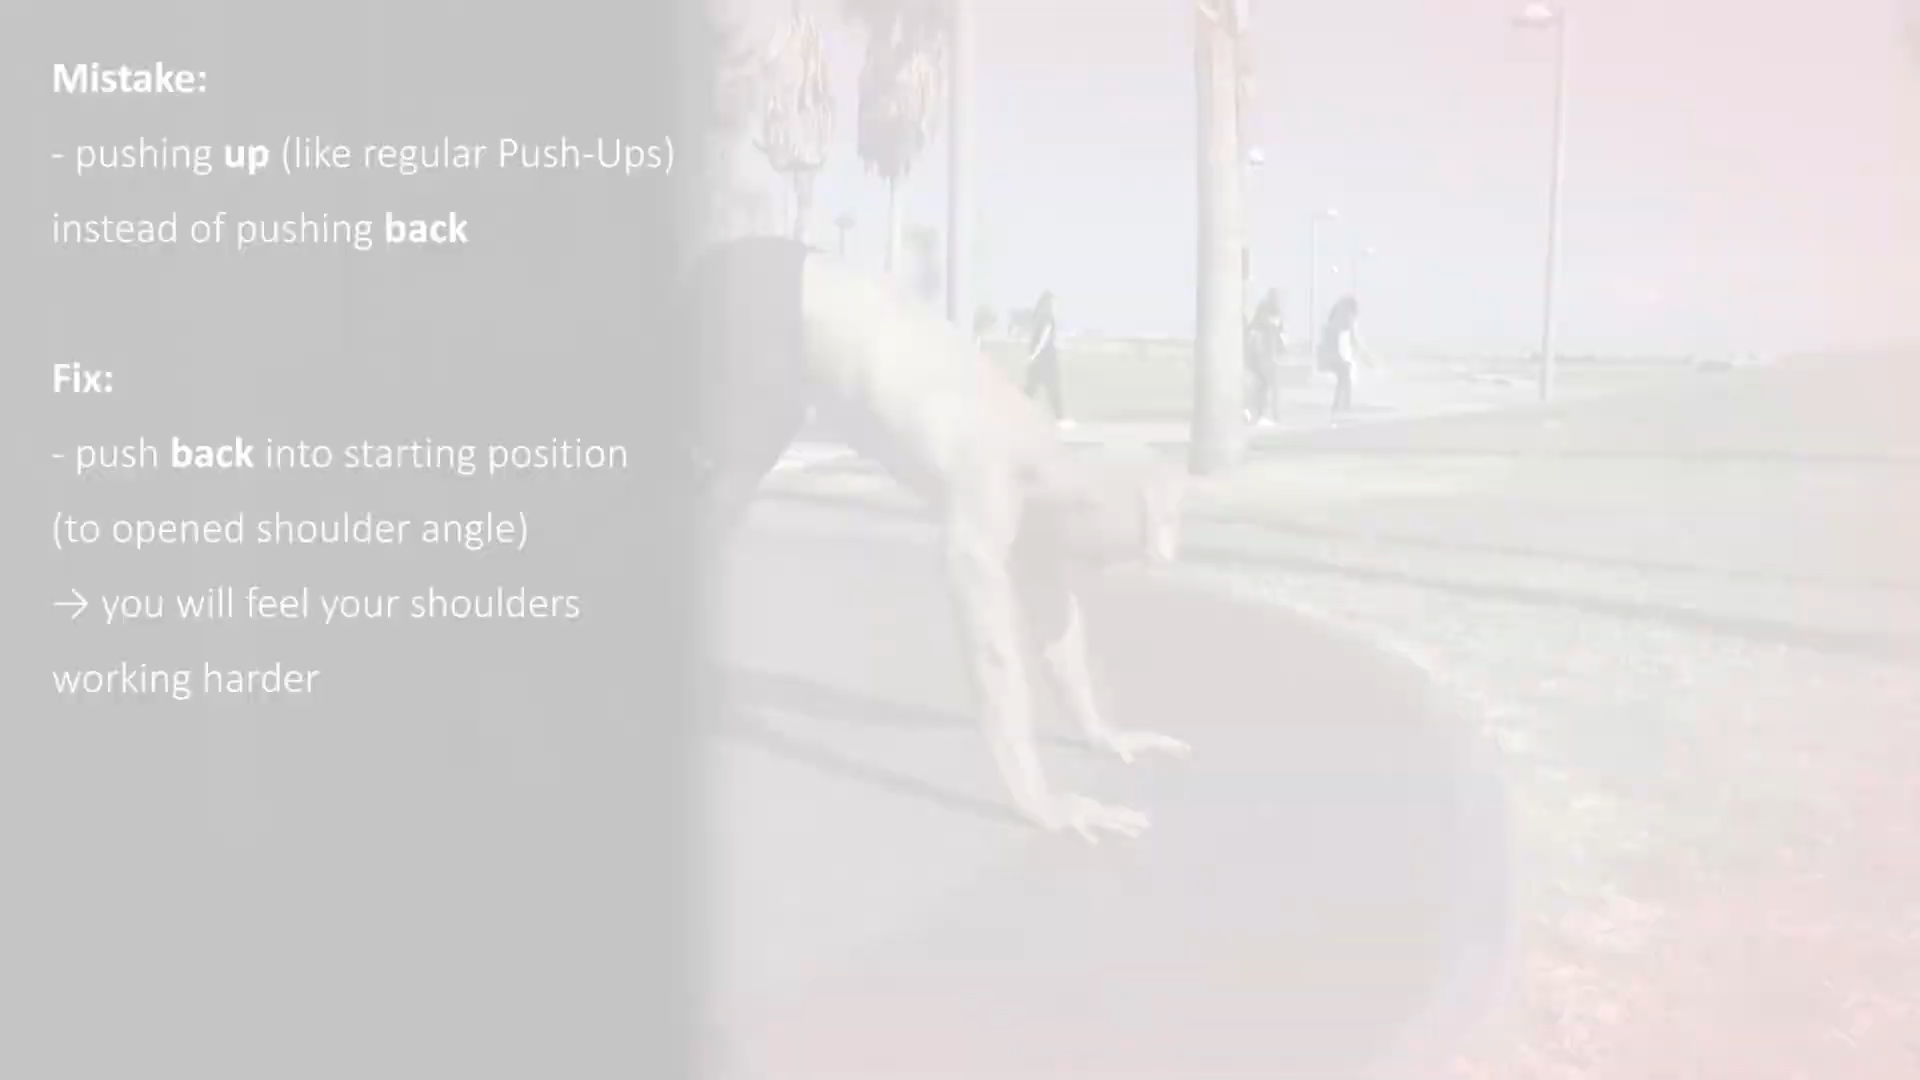 Mistake:
- pushing up (like regular Push-Ups)
instead of pushing back
Fix:
- push back into starting position
(to opened shoulder angle)
→ you will feel your shoulders
working harder